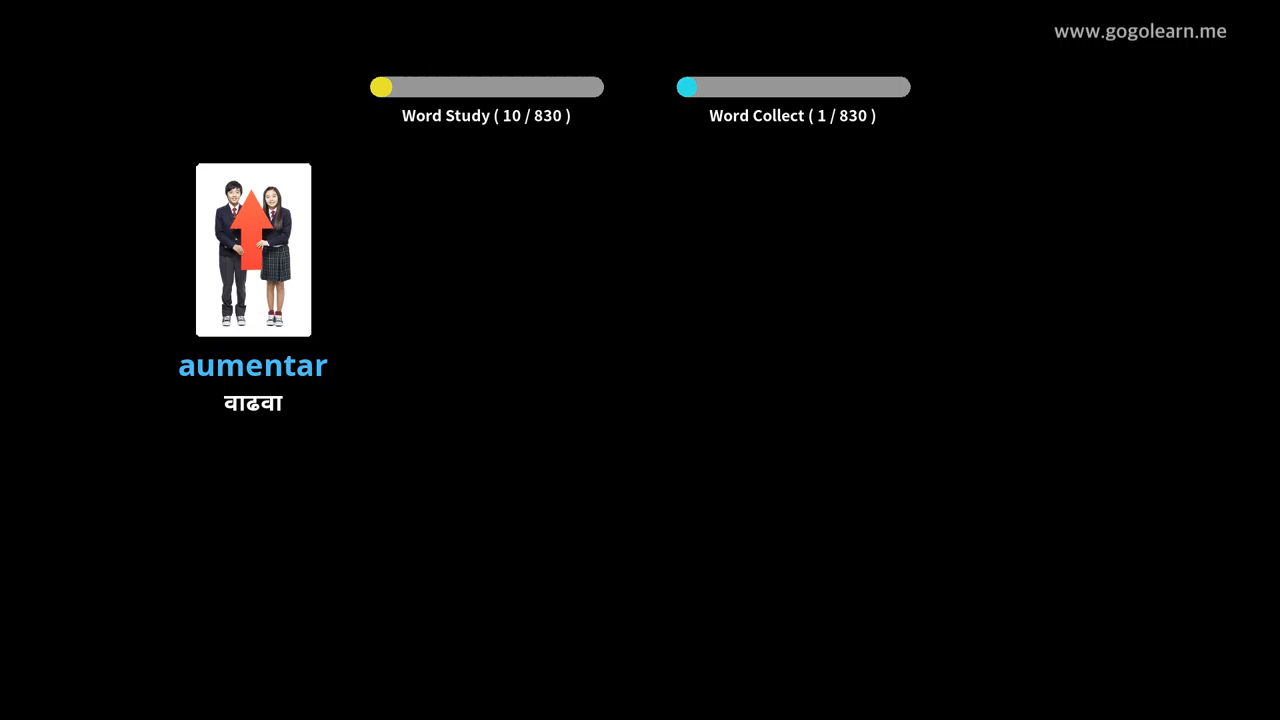 www.gogolearn.me
Word Study ( 10 / 830 )
Word Collect ( 1 / 830 )
aumentar
वाढवा